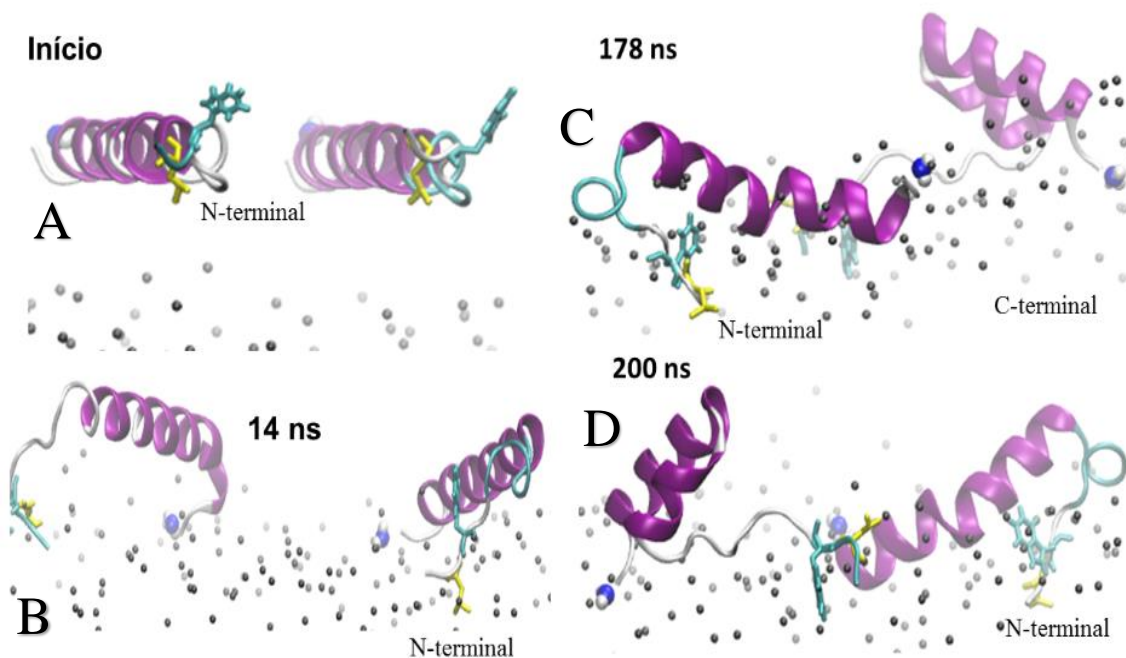 Início
A
N-terminal
14 ns
B
N-terminal
178 ns
C
N-terminal
C-terminal
200 ns
D
N-terminal